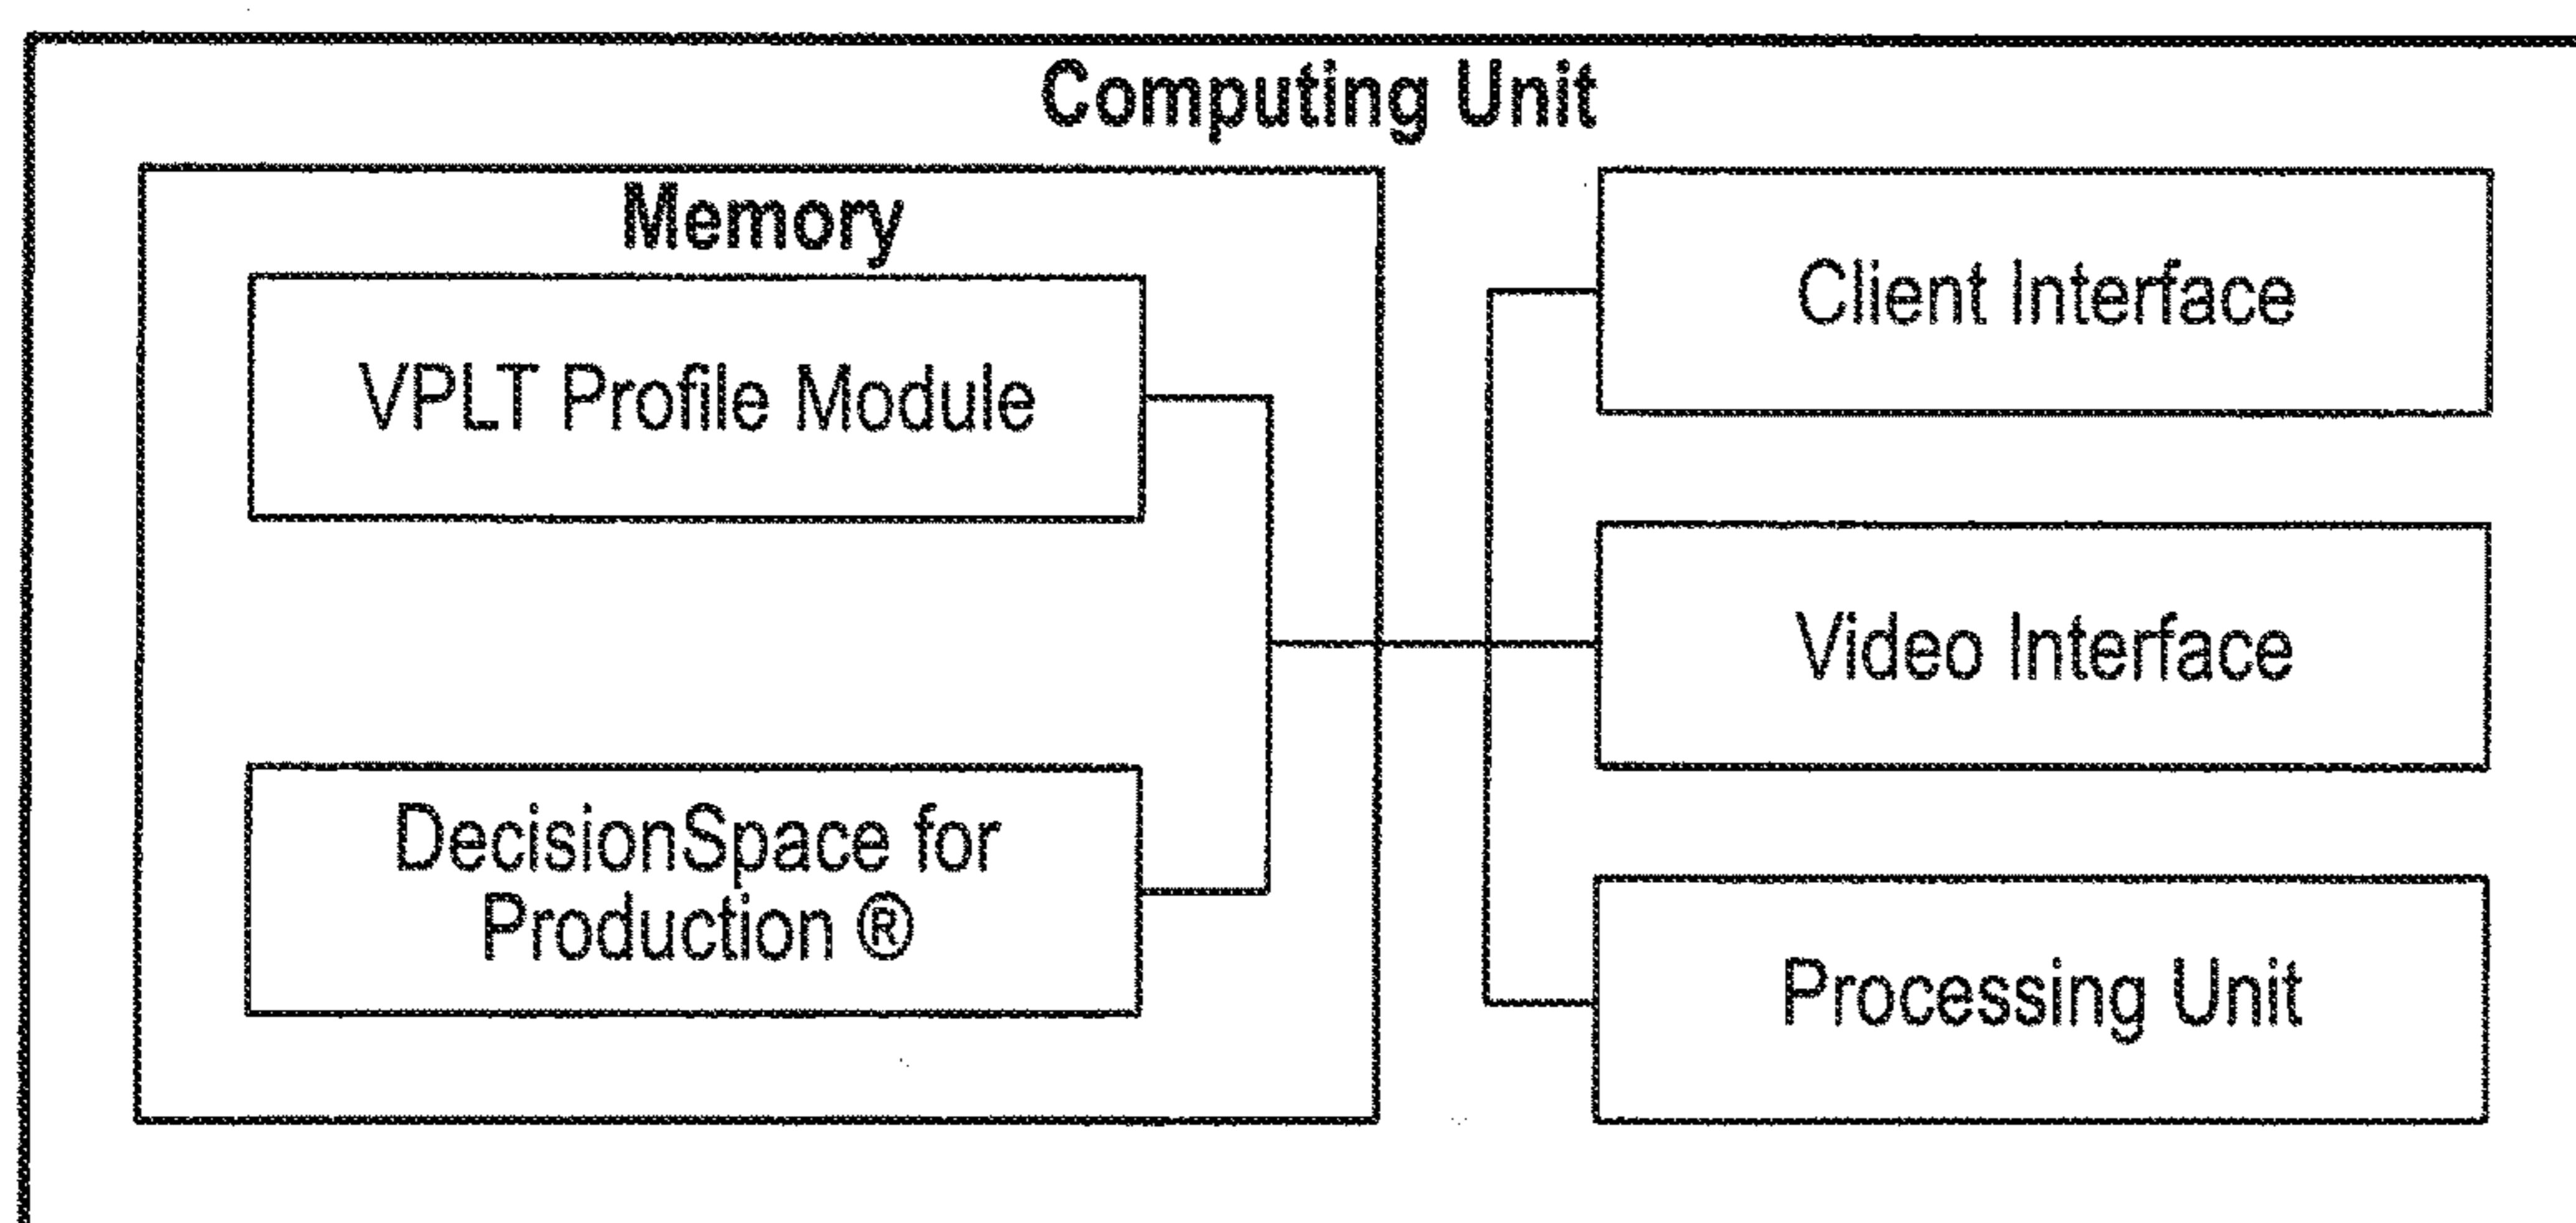 Computing Unit
Memory
VPLT Profile Module
DecisionSpace for
Production ®
Client Interface
Video Interface
Processing Unit